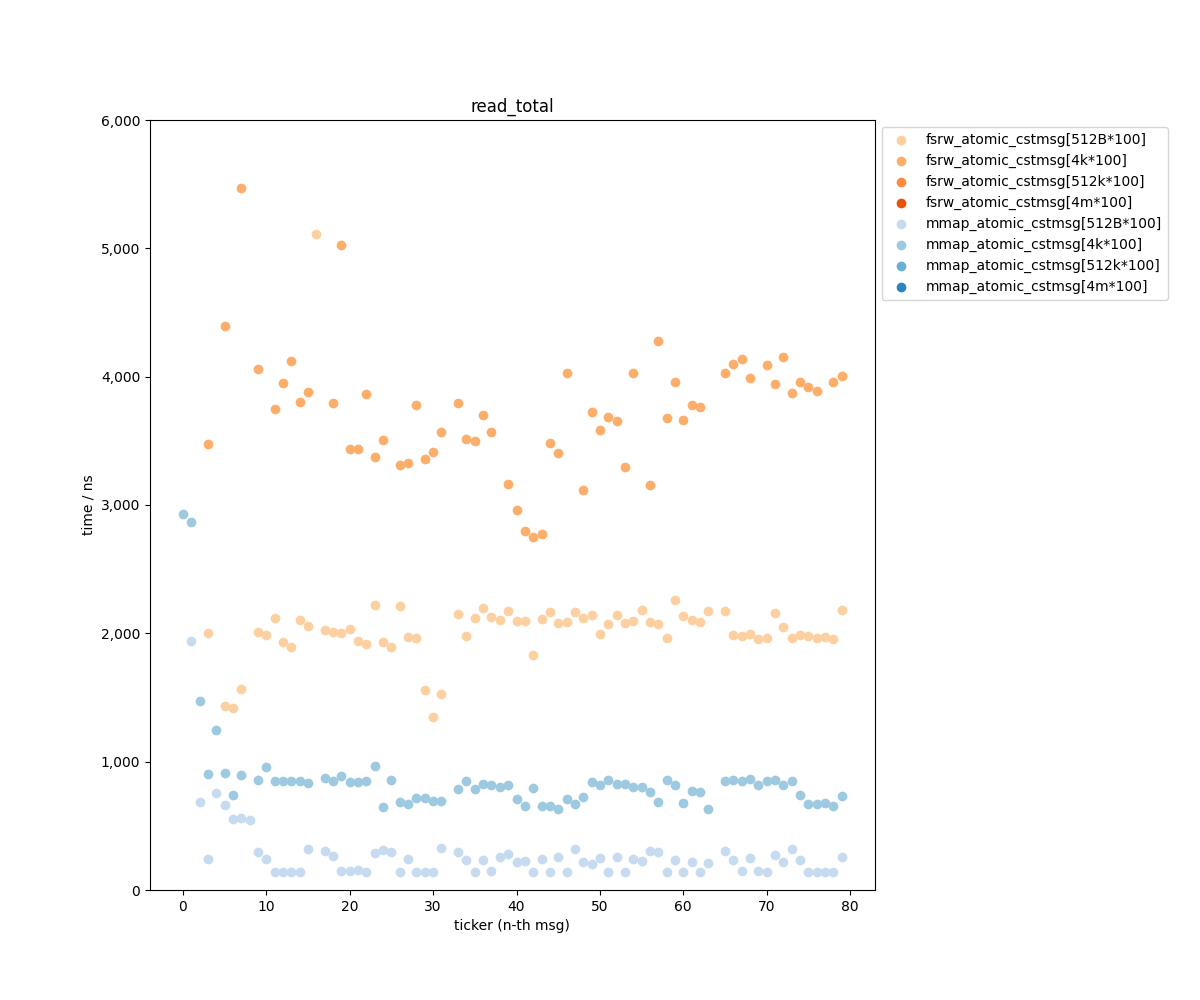 read_total
6,000
5,000
4,000
3,000
2,000
1,000
0
time / ns
0 10 20 30 40 50 60 70 80
ticker (n-th msg)
fsrw_atomic_cstmsg[512B*100]
fsrw_atomic_cstmsg[4k*100]
fsrw_atomic_cstmsg[512k*100]
fsrw_atomic_cstmsg[4m*100]
mmap_atomic_cstmsg[512B*100]
mmap_atomic_cstmsg[4k*100]
mmap_atomic_cstmsg[512k*100]
mmap_atomic_cstmsg[4m*100]